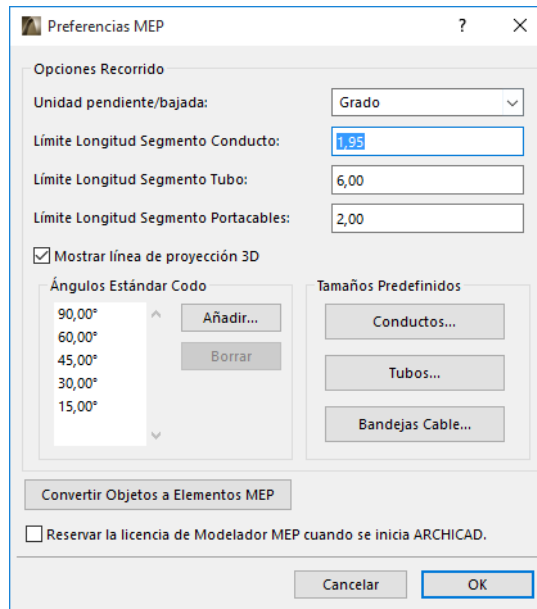 Preferencias MEP
?
Opciones Recorrido
Unidad pendiente/bajada: Grado
Límite Longitud Segmento Conducto: 1,95
Límite Longitud Segmento Tubo: 6,00
Límite Longitud Segmento Portacables: 2,00
Mostrar línea de proyección 3D
Ángulos Estándar Codo
90,00°
60,00°
45,00°
30,00°
15,00°
Añadir...
Borrar
Tamaños Predefinidos
Conductos...
Tubos...
Bandejas Cable...
Convertir Objetos a Elementos MEP
Reservar la licencia de Modelador MEP cuando se inicia ARCHICAD.
Cancelar OK